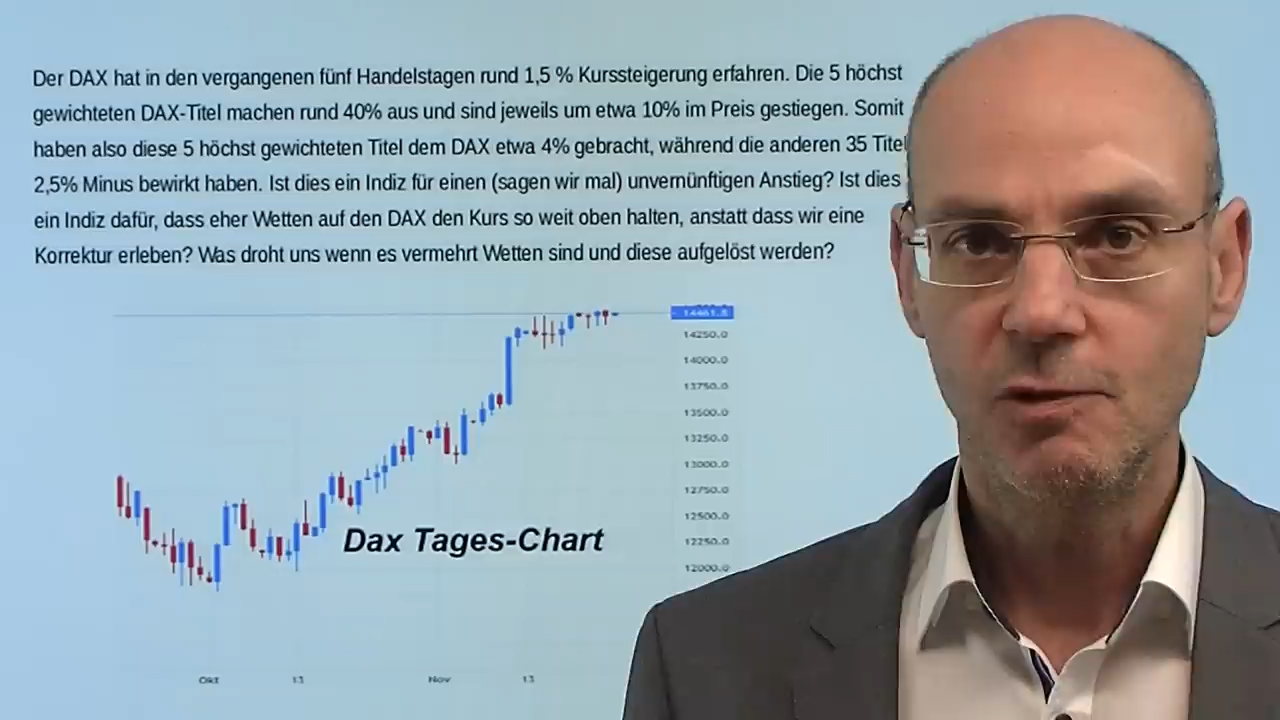 Der DAX hat in den vergangenen fünf Handelstagen rund 1,5 % Kurssteigerung erfahren. Die 5 höchst
gewichteten DAX-Titel machen rund 40% aus und sind jeweils um etwa 10% im Preis gestiegen. Somit
haben also diese 5 höchst gewichteten Titel dem DAX etwa 4% gebracht, während die anderen 35 Titel
2,5% Minus bewirkt haben. Ist dies ein Indiz für einen (sagen wir mal) unvernünftigen Anstieg? Ist dies
ein Indiz dafür, dass eher Wetten auf den DAX den Kurs so weit oben halten, anstatt dass wir eine
Korrektur erleben? Was droht uns wenn es vermehrt Wetten sind und diese aufgelöst werden?
14461.8
14250.0
14000.0
13750.0
13500.0
13250.0
13000.0
12750.0
12500.0
12250.0
12000.0
Dax Tages-Chart
Okt 13 Nov 13